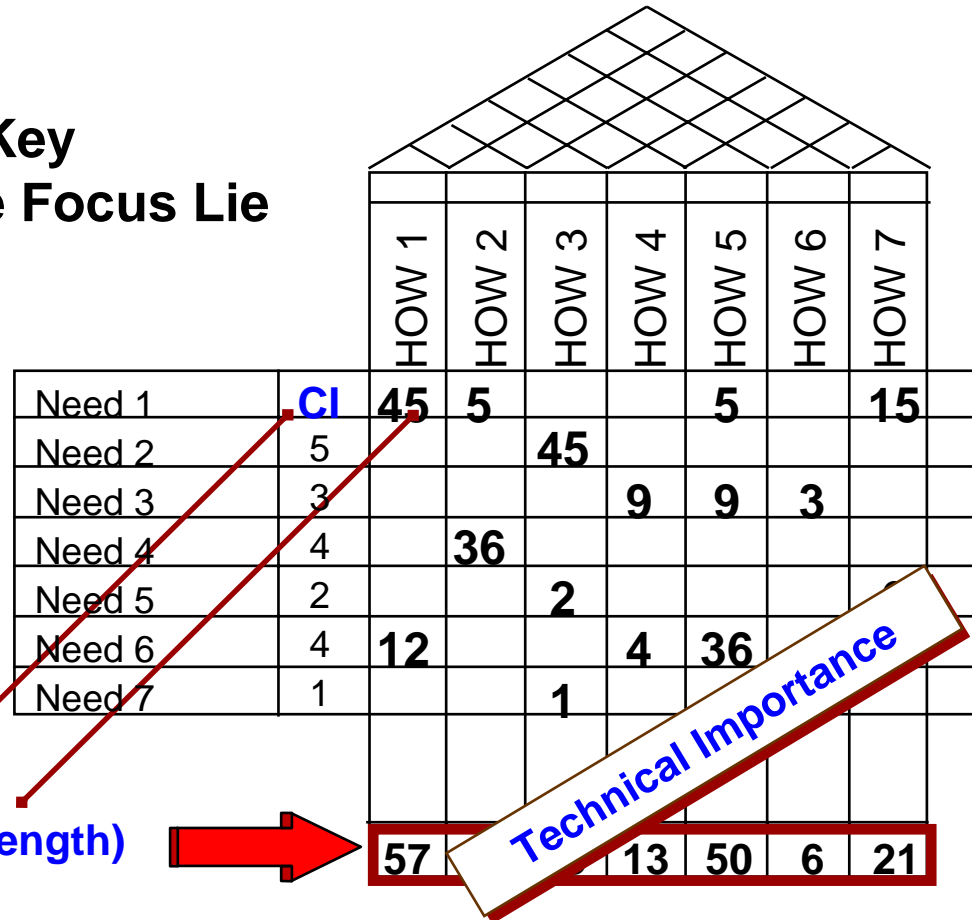 Key
e Focus Lie
HOW 1 HOW 2 HOW 3 HOW 4 HOW 5 HOW 6 HOW 7
Need 1 CI 45 5 5 15
Need 2 5 45
Need 3 3 9 9 3
Need 4 4 36
Need 5 2 2
Need 6 4 12 4 36
Need 7 1 1
Technical Importance
ength)
57 13 50 6 21